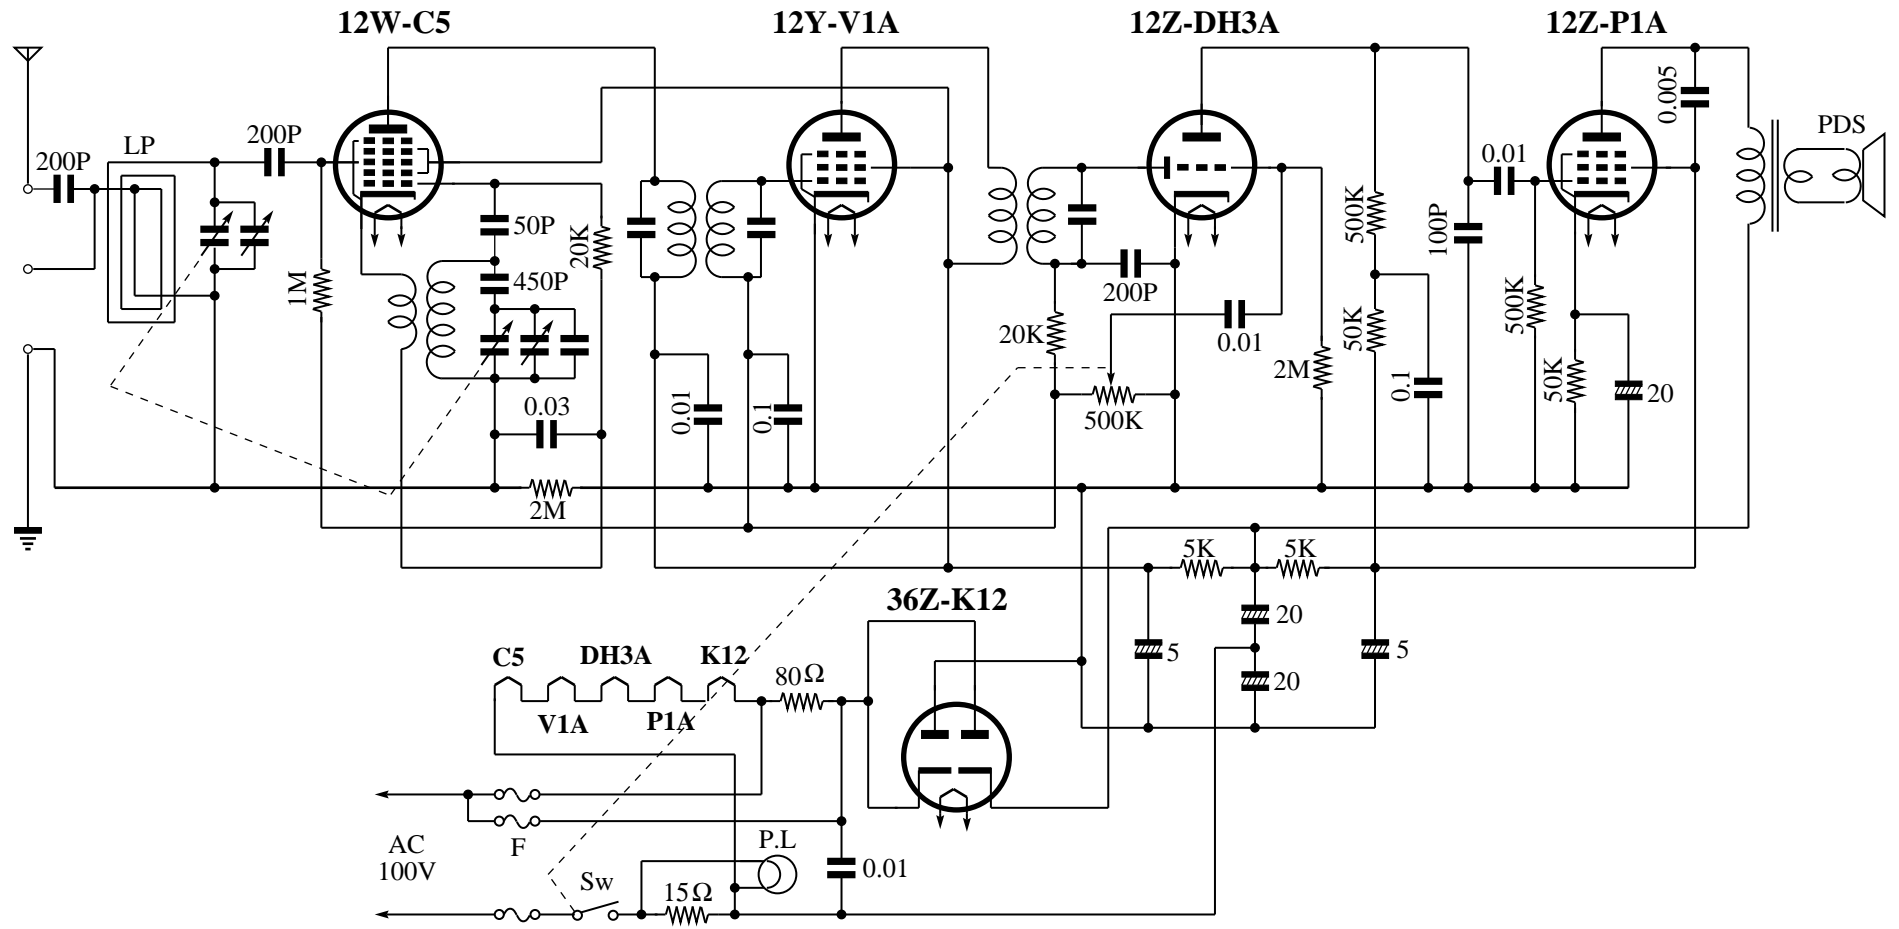 12W-C5
12Y-V1A
12Z-DH3A
12Z-P1A
200P
LP
200P
1M
50P
450P
20K
0.03
2M
0.01
0.1
20K
200P
0.01
500K
2M
500K
50K
0.1
100P
0.01
500K
50K
20
0.005
PDS
5K
5K
20
20
5
5
36Z-K12
C5
DH3A
K12
V1A
P1A
80Ω
AC
100V
F
P.L
Sw
15Ω
0.01